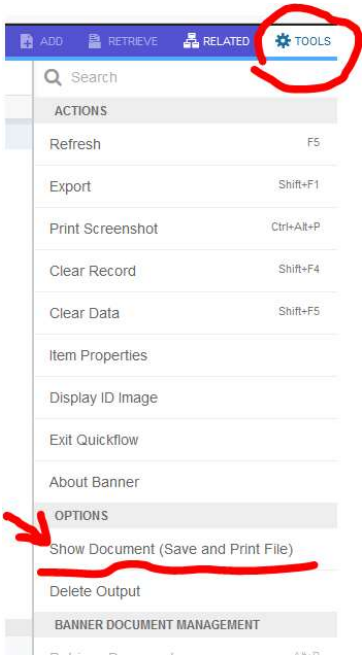 ADD RETRIEVE RELATED TOOLS
Search
ACTIONS
Refresh F5
Export Shift+F1
Print Screenshot Ctrl+Alt+P
Clear Record Shift+F4
Clear Data Shift+F5
Item Properties
Display ID Image
Exit Quickflow
About Banner
OPTIONS
Show Document (Save and Print File)
Delete Output
BANNER DOCUMENT MANAGEMENT